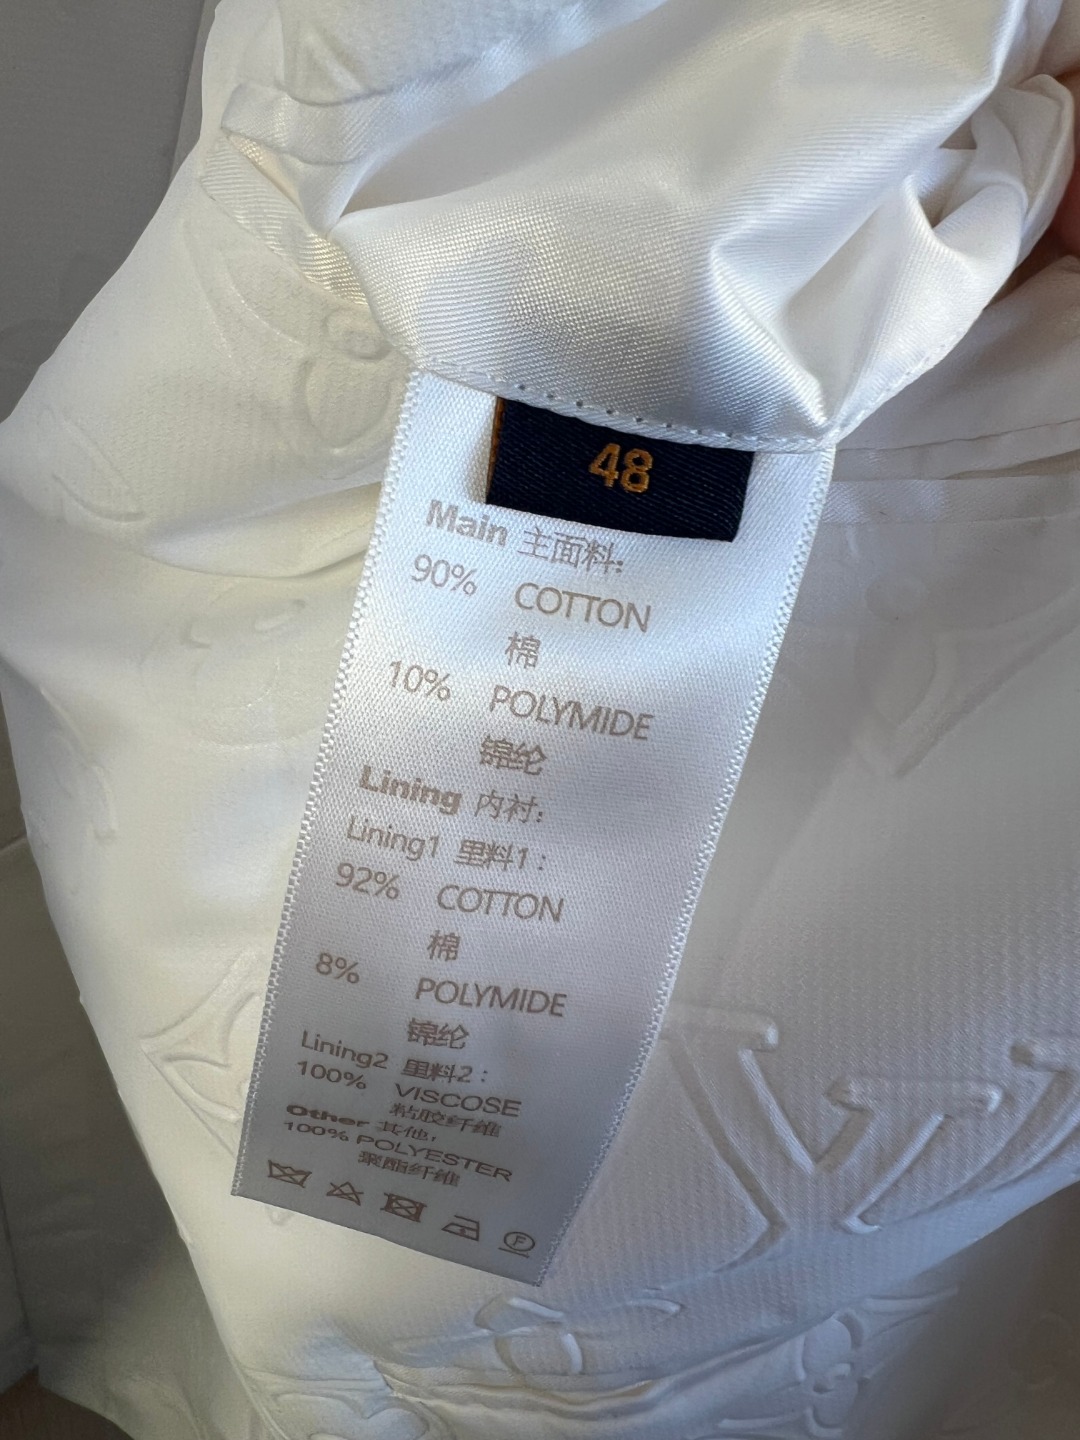 48
Main 主面料:
90% COTTON
棉
10% POLYMIDE
锦纶
Lining 内衬:
Lining1 里料1:
92% COTTON
棉
8% POLYMIDE
锦纶
Lining2 里料2:
100% VISCOSE
粘胶纤维
Other 其他,
100% POLYESTER
聚酯纤维
F